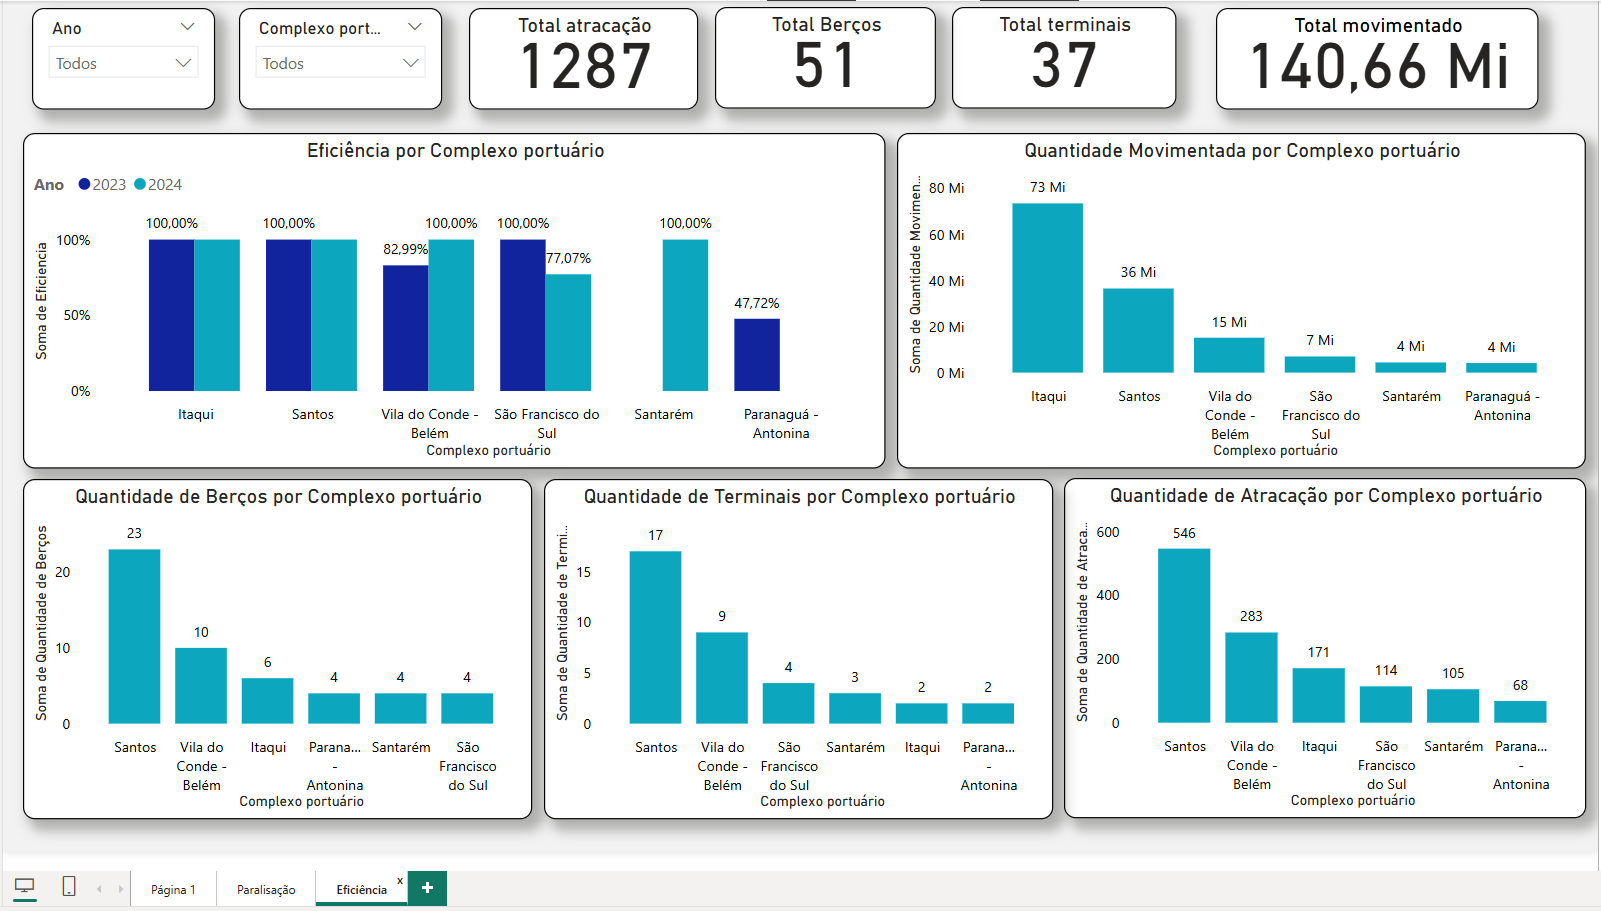 Ano
Todos
Complexo port...
Todos
Total atracação
1287
Total Berços
51
Total terminais
37
Total movimentado
140,66 Mi
Eficiência por Complexo portuário
Ano 2023 2024
Soma de Eficiencia
100%
50%
0%
100,00%
100,00%
82,99%
100,00%
100,00%
77,07%
100,00%
47,72%
Itaqui
Santos
Vila do Conde -
Belém
São Francisco do
Sul
Santarém
Paranaguá -
Antonina
Complexo portuário
Quantidade Movimentada por Complexo portuário
Soma de Quantidade Movimen...
80 Mi
60 Mi
40 Mi
20 Mi
0 Mi
73 Mi
36 Mi
15 Mi
7 Mi
4 Mi
4 Mi
Itaqui
Santos
Vila do
Conde -
Belém
São
Francisco do
Sul
Santarém
Paranaguá -
Antonina
Complexo portuário
Quantidade de Berços por Complexo portuário
Soma de Quantidade de Berços
20
10
0
23
10
6
4
4
4
Santos
Vila do
Conde -
Belém
Itaqui
Parana...
-
Antonina
Santarém
São
Francisco
do Sul
Complexo portuário
Quantidade de Terminais por Complexo portuário
Soma de Quantidade de Termi...
15
10
5
0
17
9
4
3
2
2
Santos
Vila do
Conde -
Belém
São
Francisco
do Sul
Santarém
Itaqui
Parana...
-
Antonina
Complexo portuário
Quantidade de Atracação por Complexo portuário
Soma de Quantidade de Atraca...
600
400
200
0
546
283
171
114
105
68
Santos
Vila do
Conde -
Belém
Itaqui
São
Francisco
do Sul
Santarém
Parana...
-
Antonina
Complexo portuário
Página 1
Paralisação
Eficiência
x
+